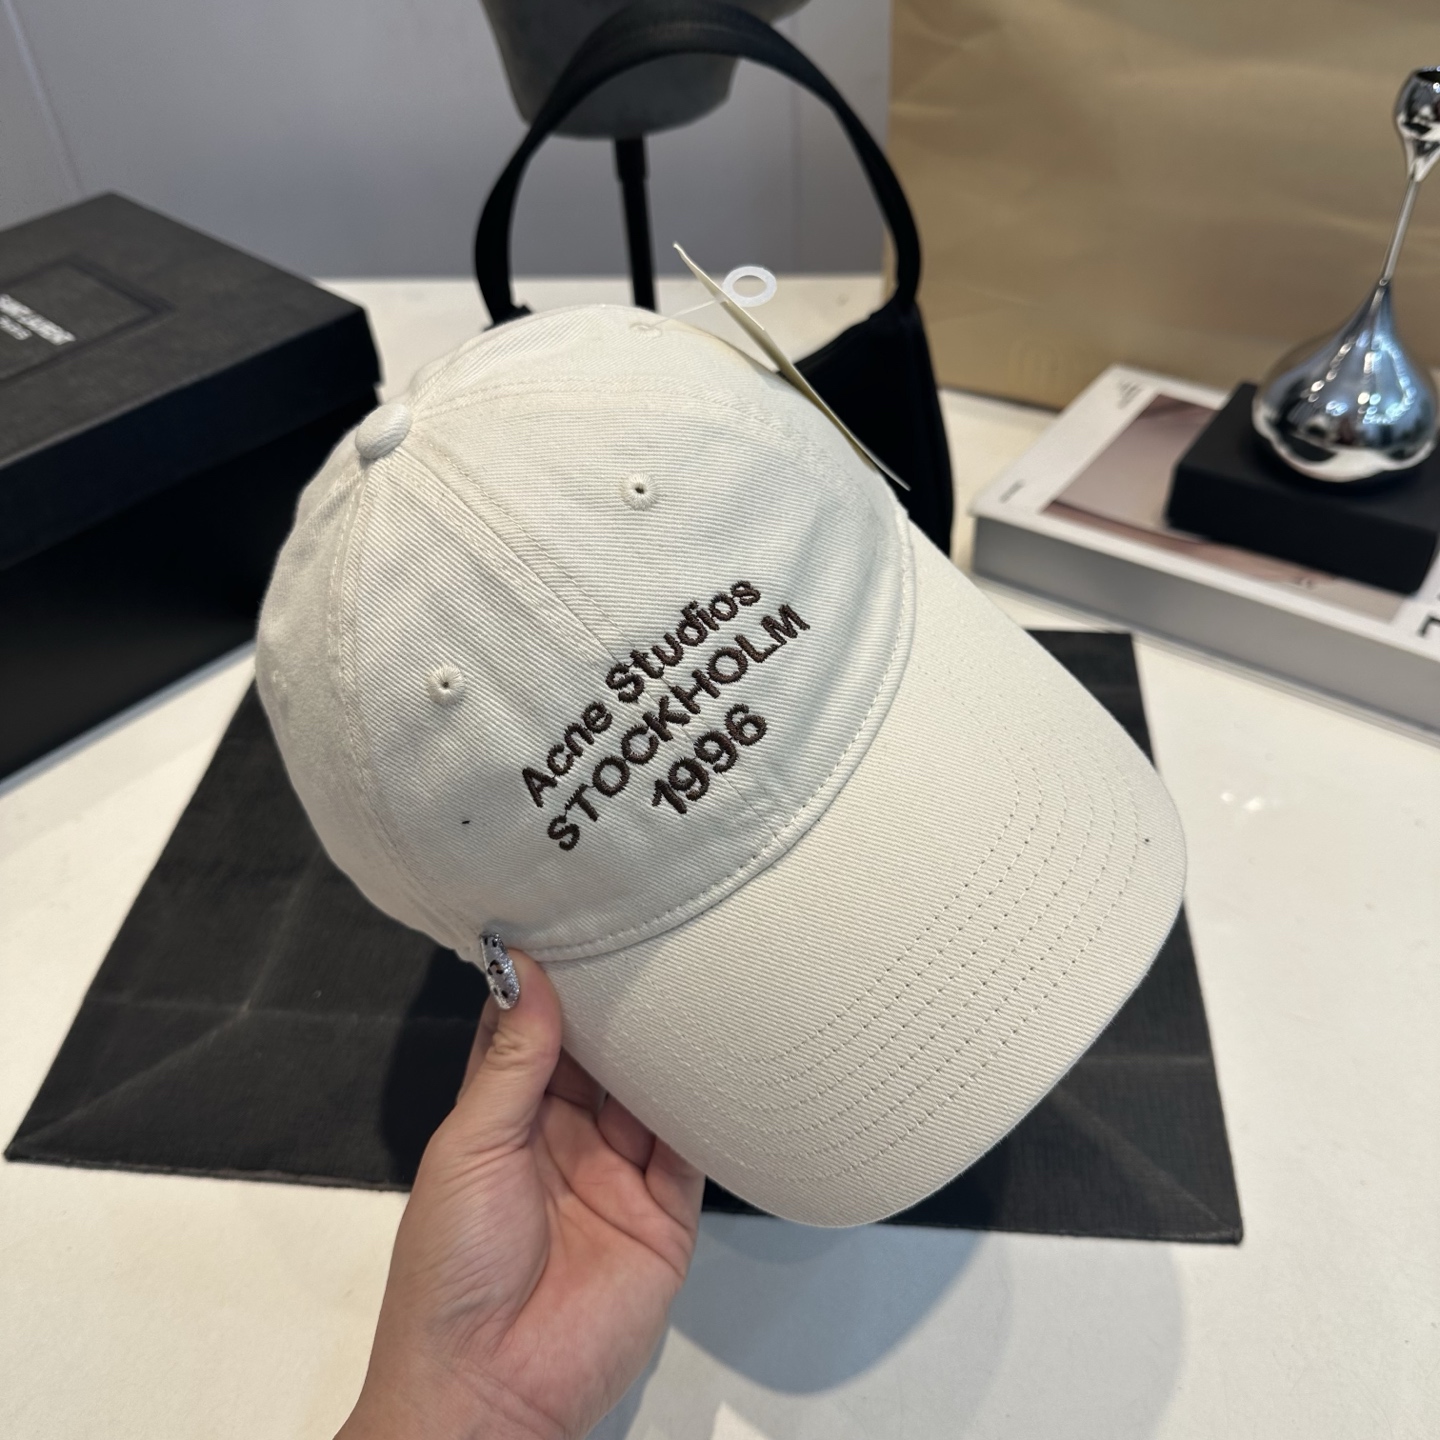 Acne Studios
STOCKHOLM
1996